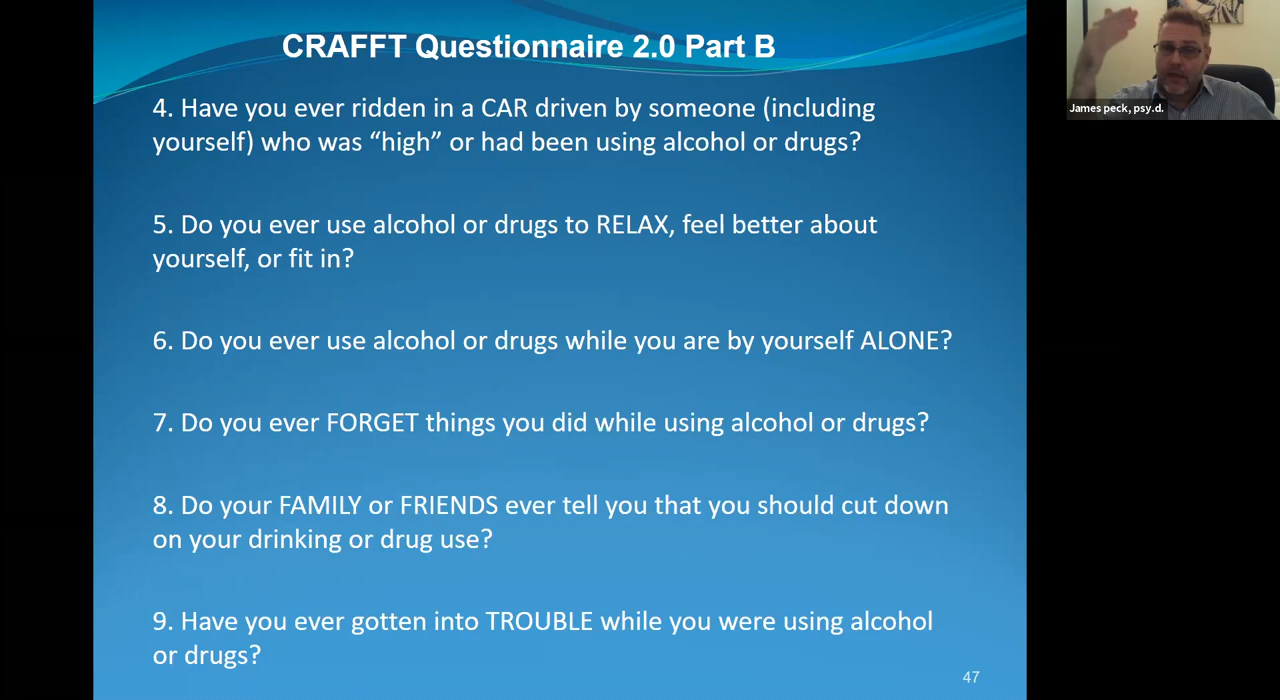 CRAFFT Questionnaire 2.0 Part B
4. Have you ever ridden in a CAR driven by someone (including
yourself) who was “high” or had been using alcohol or drugs?
5. Do you ever use alcohol or drugs to RELAX, feel better about
yourself, or fit in?
6. Do you ever use alcohol or drugs while you are by yourself ALONE?
7. Do you ever FORGET things you did while using alcohol or drugs?
8. Do your FAMILY or FRIENDS ever tell you that you should cut down
on your drinking or drug use?
9. Have you ever gotten into TROUBLE while you were using alcohol
or drugs?
47
James peck, psy.d.